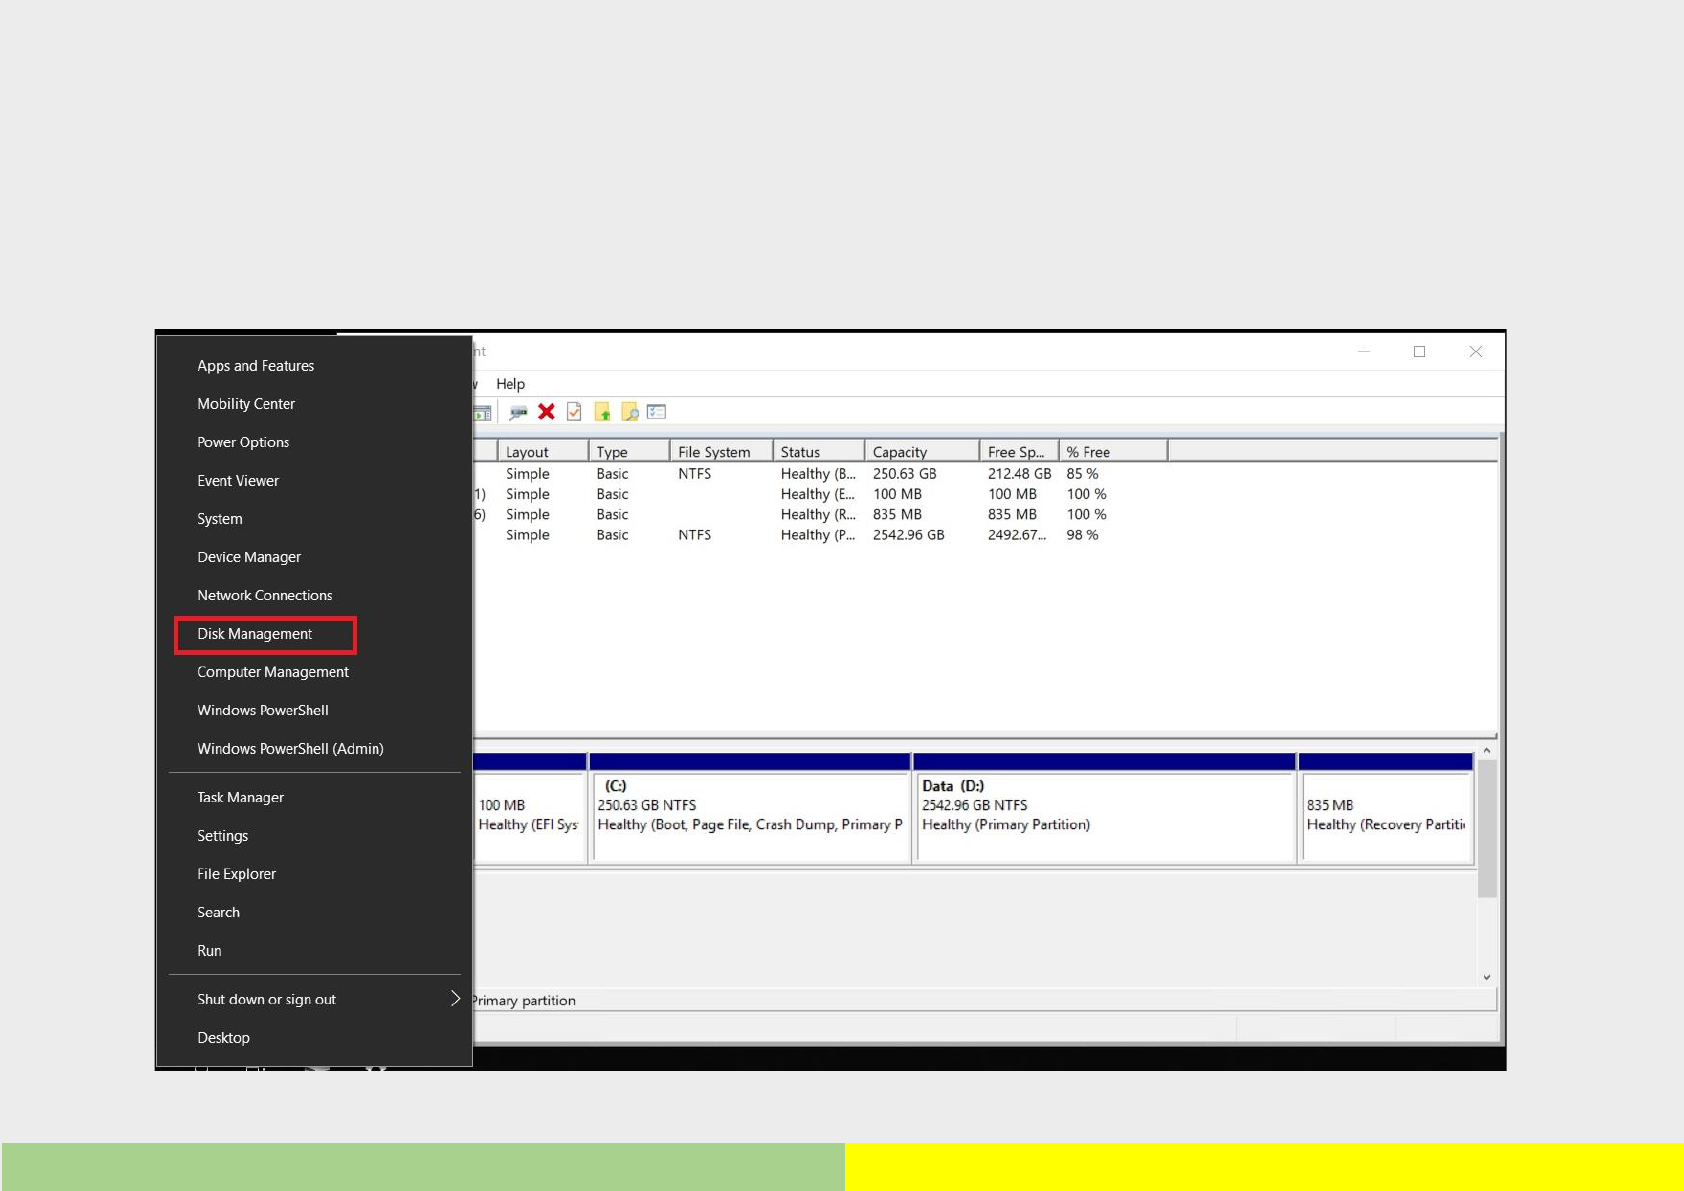 Apps and Features
Mobility Center
Power Options
Event Viewer
System
Device Manager
Network Connections
Disk Management
Computer Management
Windows PowerShell
Windows PowerShell (Admin)
Task Manager
Settings
File Explorer
Search
Run
Shut down or sign out
Desktop
nt
Help
Layout Type File System Status Capacity Free Sp... % Free
Simple Basic NTFS Healthy (B... 250.63 GB 212.48 GB 85 %
1) Simple Basic Healthy (E... 100 MB 100 MB 100 %
6) Simple Basic Healthy (R... 835 MB 835 MB 100 %
Simple Basic NTFS Healthy (P... 2542.96 GB 2492.67... 98 %
100 MB
Healthy (EFI Sys
(C:)
250.63 GB NTFS
Healthy (Boot, Page File, Crash Dump, Primary P
Data (D:)
2542.96 GB NTFS
Healthy (Primary Partition)
835 MB
Healthy (Recovery Partiti
Primary partition